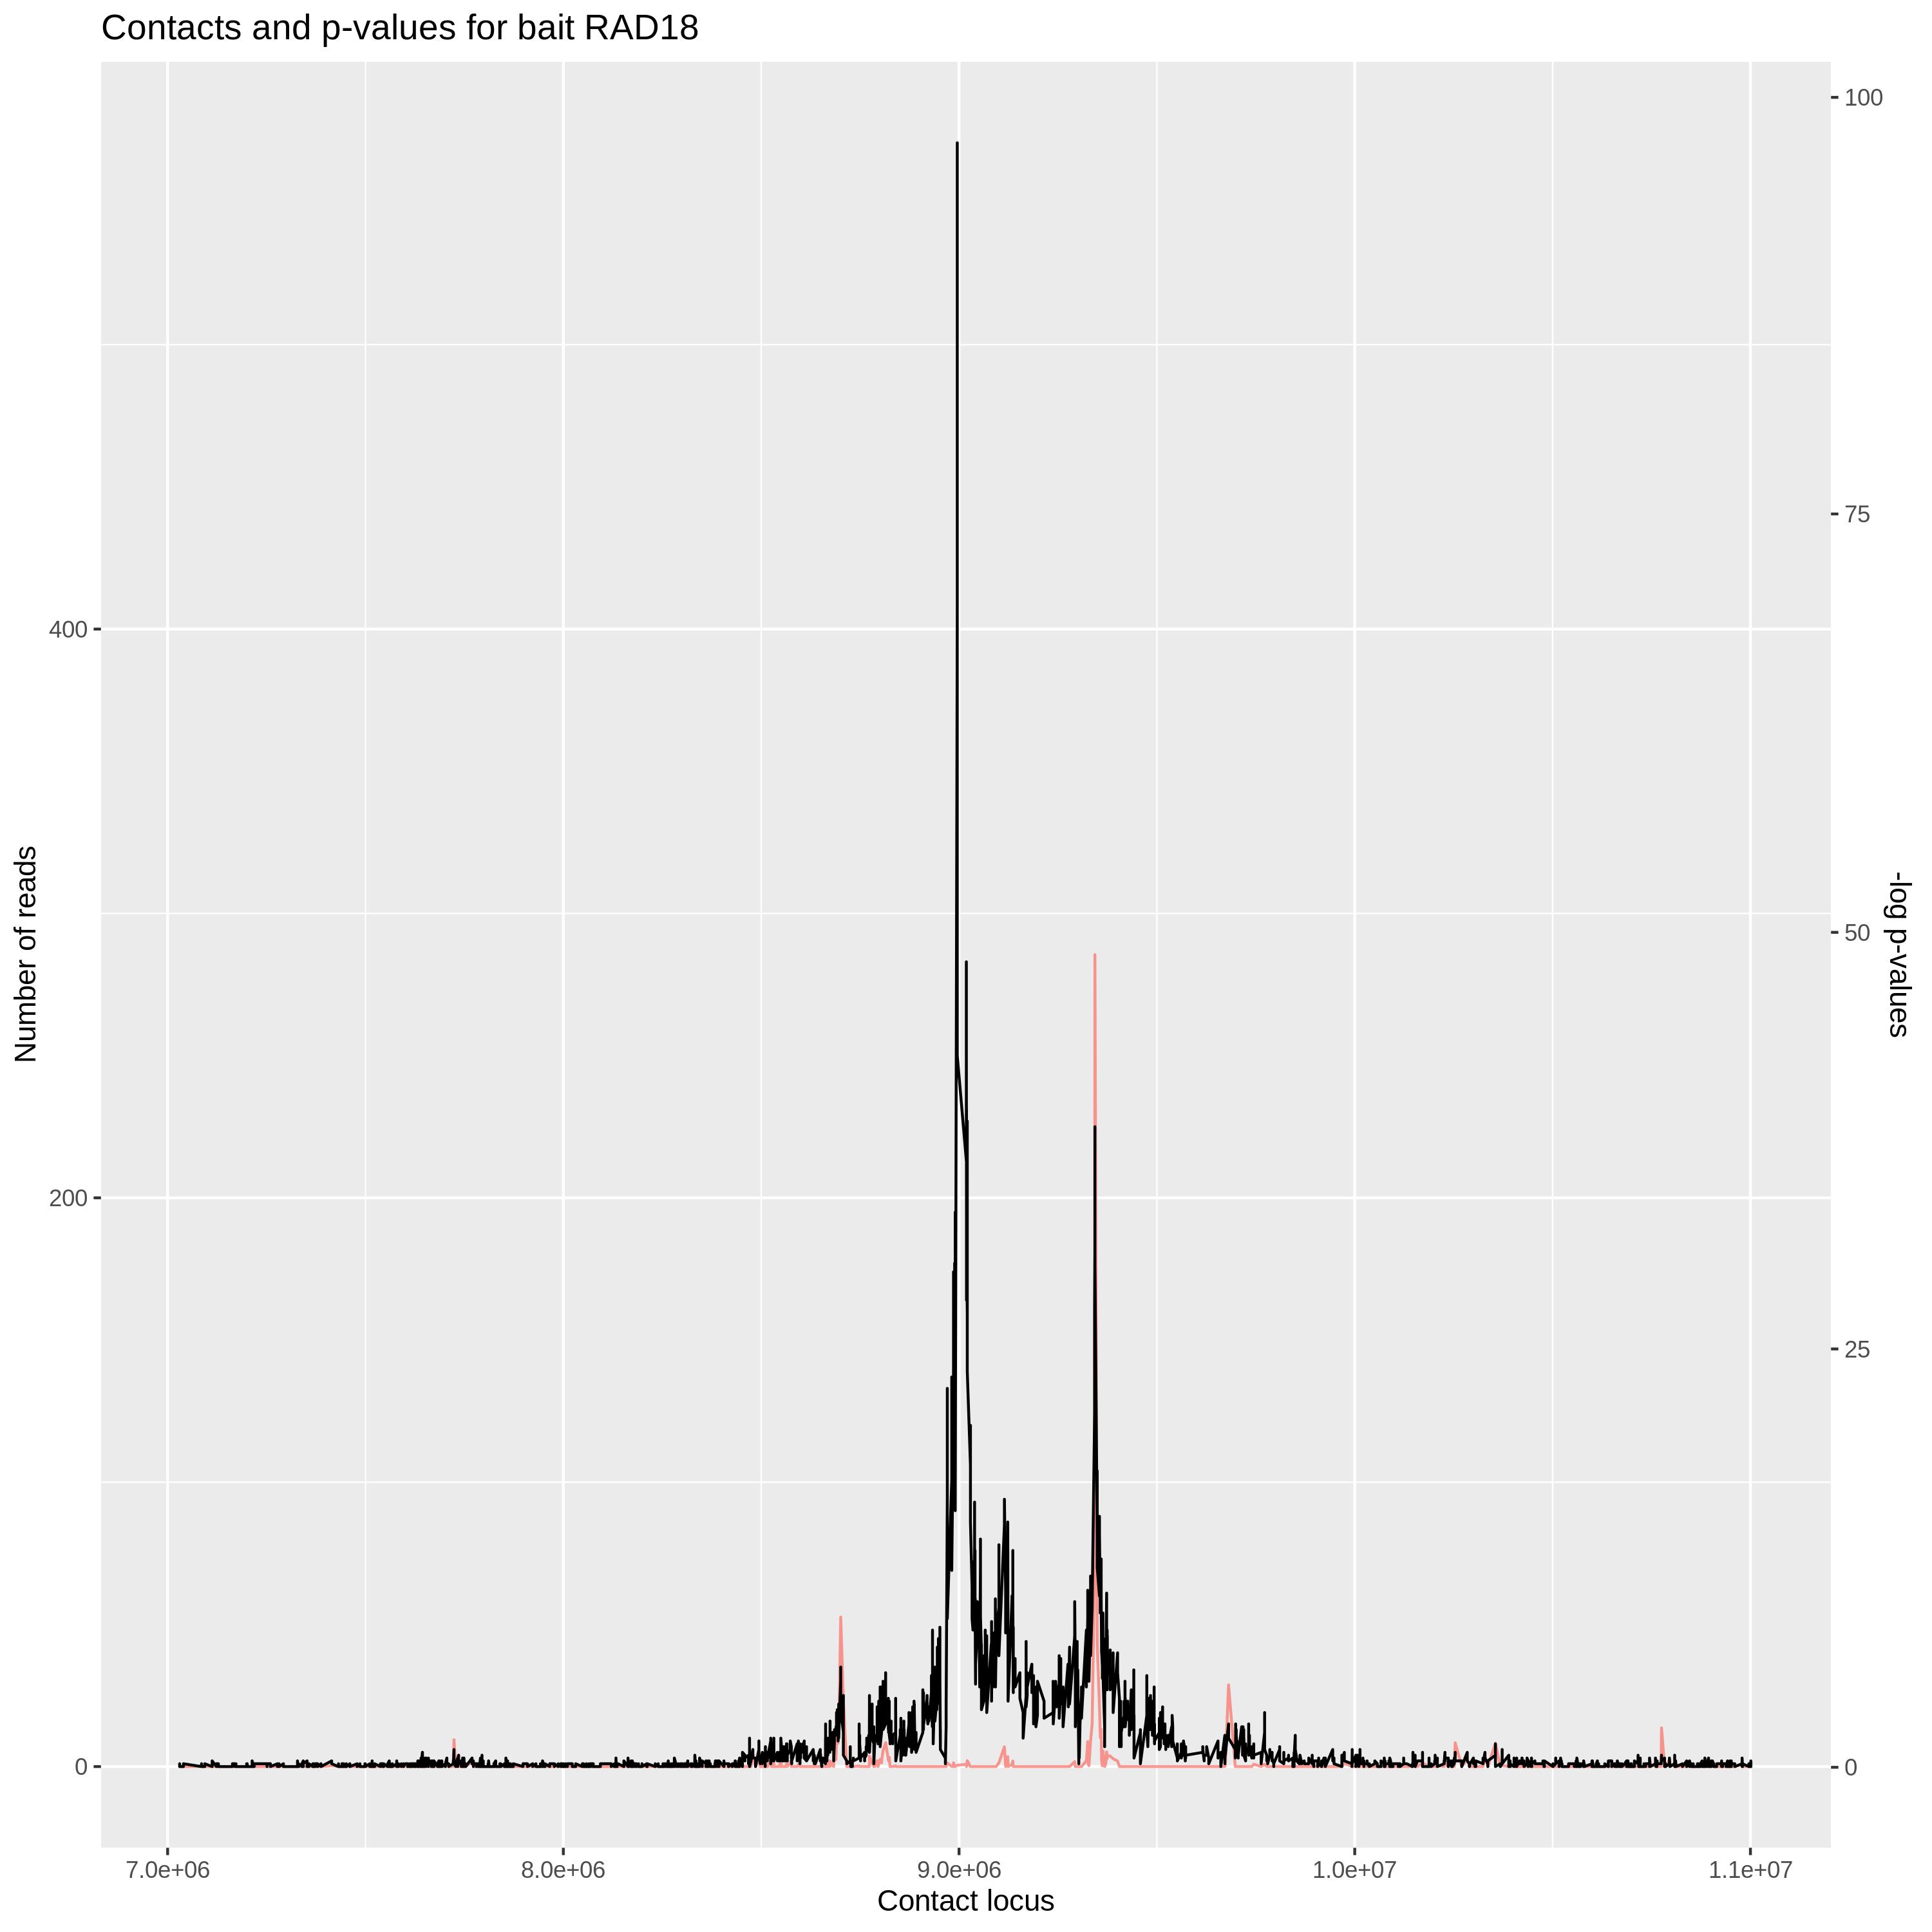 Contacts and p-values for bait RAD18
100
75
400
50
Number of reads
-log p-values
200
25
0
0
7.0e+06
8.0e+06
9.0e+06
1.0e+07
1.1e+07
Contact locus